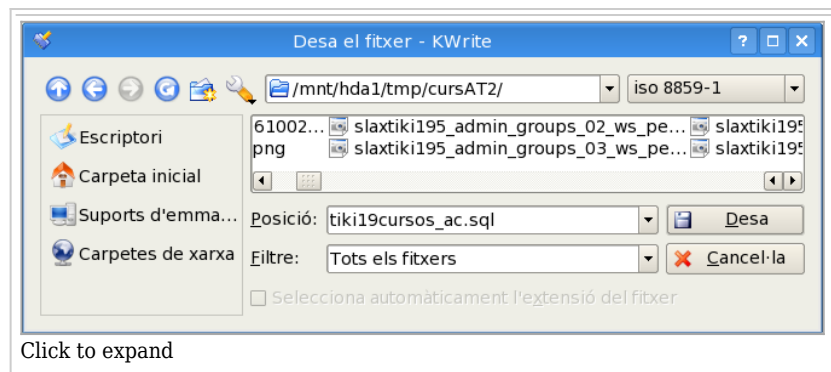 Desa el fitxer - KWrite
/mnt/hda1/tmp/cursAT2/ iso 8859-1
Escriptori
Carpeta inicial
Suports d'emma...
Carpetes de xarxa
61002... slaxtiki195_admin_groups_02_ws_pe... slaxtiki195
png slaxtiki195_admin_groups_03_ws_pe... slaxtiki195
Posició: tiki19cursos_ac.sql Desa
Filtre: Tots els fitxers Cancel·la
Selecciona automàticament l'extensió del fitxer
Click to expand